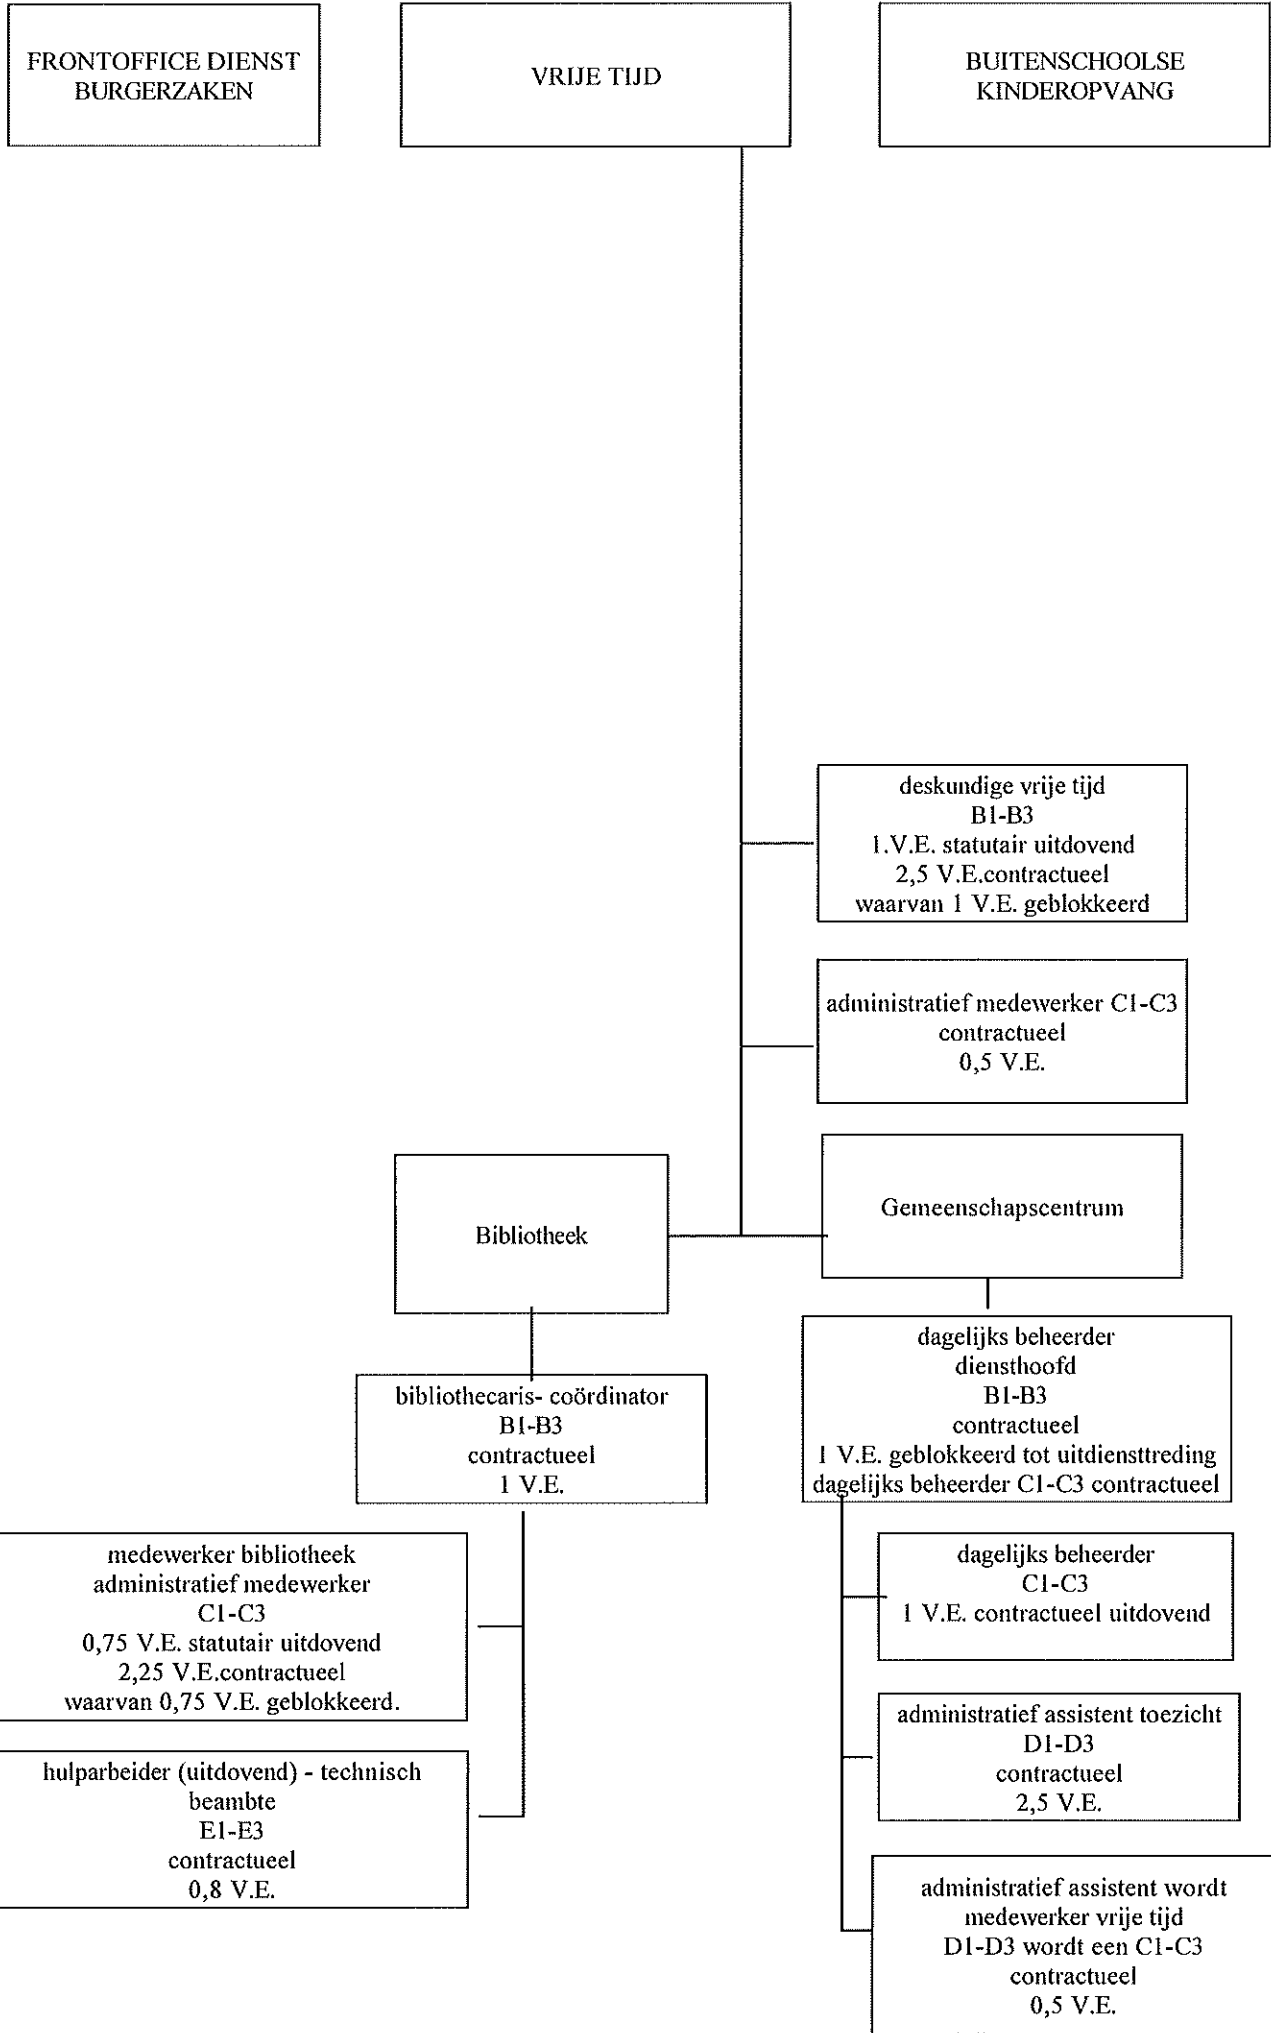 FRONTOFFICE DIENST
BURGERZAKEN
VRIJE TIJD
BUITENSCHOOLSE
KINDEROPVANG
deskundige vrije tijd
B1-B3
1.V.E. statutair uitdovend
2,5 V.E.contractueel
waarvan 1 V.E. geblokkeerd
administratief medewerker C1-C3
contractueel
0,5 V.E.
Bibliotheek
Gemeenschapscentrum
bibliothecaris- coördinator
B1-B3
contractueel
1 V.E.
dagelijks beheerder
diensthoofd
B1-B3
contractueel
1 V.E. geblokkeerd tot uitdiensttreding
dagelijks beheerder C1-C3 contractueel
medewerker bibliotheek
administratief medewerker
C1-C3
0,75 V.E. statutair uitdovend
2,25 V.E.contractueel
waarvan 0,75 V.E. geblokkeerd.
hulparbeider (uitdovend) - technisch
beambte
E1-E3
contractueel
0,8 V.E.
dagelijks beheerder
C1-C3
1 V.E. contractueel uitdovend
administratief assistent toezicht
D1-D3
contractueel
2,5 V.E.
administratief assistent wordt
medewerker vrije tijd
D1-D3 wordt een C1-C3
contractueel
0,5 V.E.